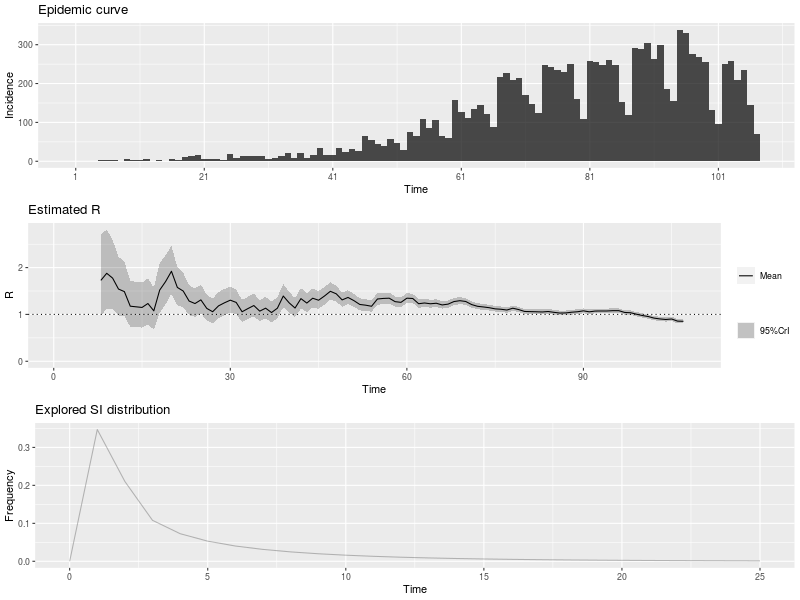 Epidemic curve
Incidence
300
200
100
0
1 21 41 61 81 101
Time
Estimated R
R
2
1
0
0 30 60 90
Time
Mean
95%CrI
Explored SI distribution
Frequency
0.3
0.2
0.1
0.0
0 5 10 15 20 25
Time